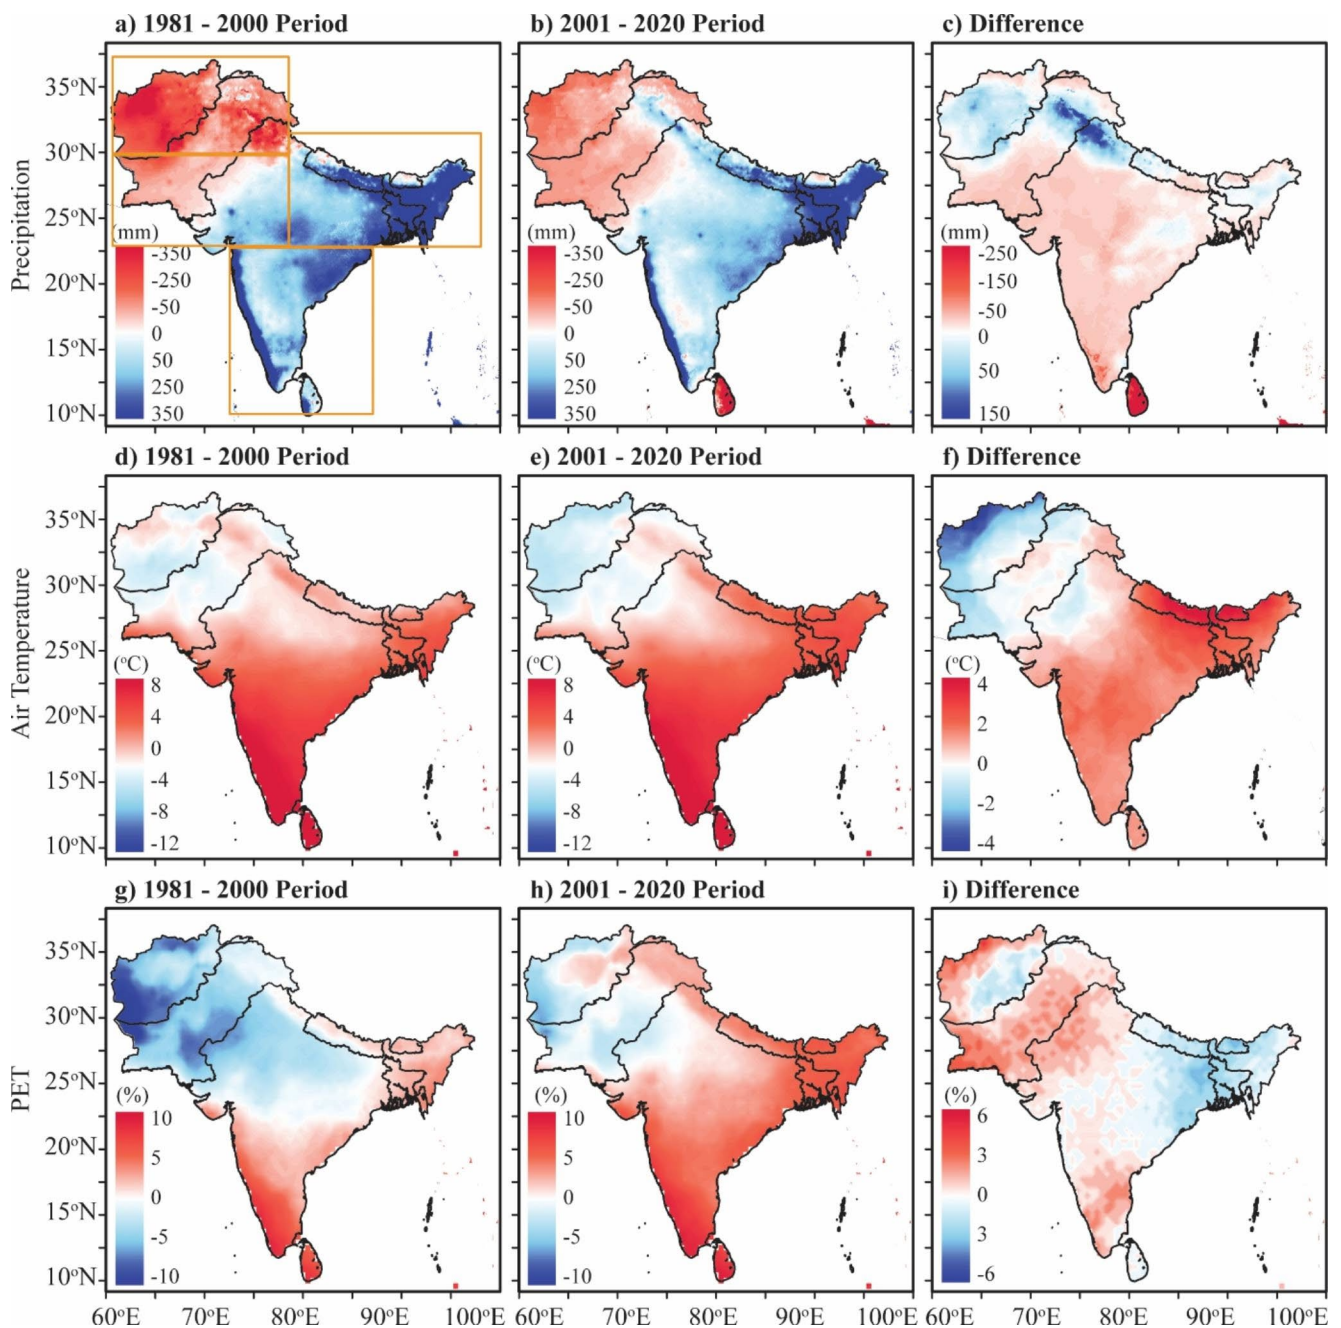 a) 1981 - 2000 Period
b) 2001 - 2020 Period
c) Difference
Precipitation
35°N
30°N
25°N
20°N
15°N
10°N
(mm)
-350
-250
-50
0
50
250
350
(mm)
-350
-250
-50
0
50
250
350
(mm)
-250
-150
-50
0
50
150
d) 1981 - 2000 Period
e) 2001 - 2020 Period
f) Difference
Air Temperature
35°N
30°N
25°N
20°N
15°N
10°N
(°C)
8
4
0
-4
-8
-12
(°C)
8
4
0
-4
-8
-12
(°C)
4
2
0
-2
-4
g) 1981 - 2000 Period
h) 2001 - 2020 Period
i) Difference
PET
35°N
30°N
25°N
20°N
15°N
10°N
(%)
10
5
0
-5
-10
(%)
10
5
0
-5
-10
(%)
6
3
0
3
-6
60°E 70°E 80°E 90°E 100°E 60°E 70°E 80°E 90°E 100°E 60°E 70°E 80°E 90°E 100°E